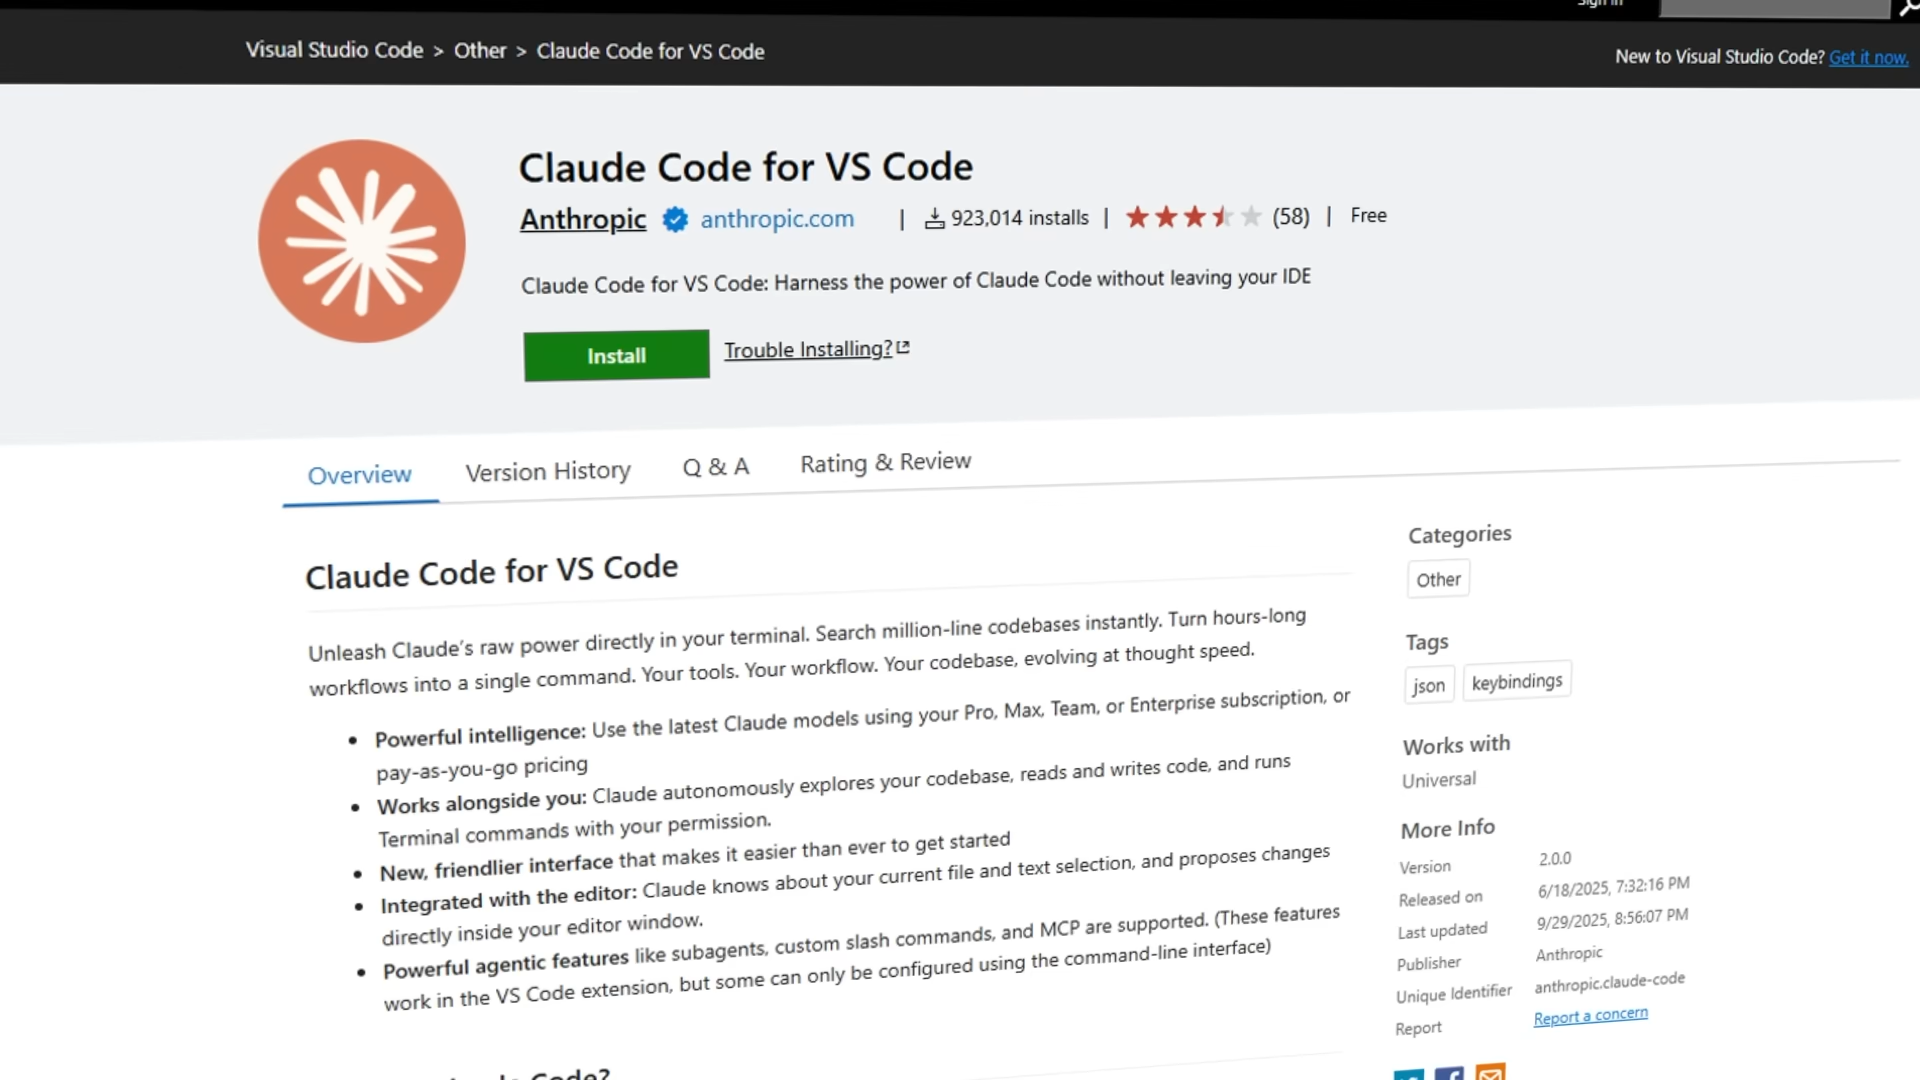 Sign in
Visual Studio Code > Other > Claude Code for VS Code
New to Visual Studio Code? Get it now.
Claude Code for VS Code
Anthropic anthropic.com | 923,014 installs | (58) | Free
Claude Code for VS Code: Harness the power of Claude Code without leaving your IDE
Install Trouble Installing?
Overview Version History Q & A Rating & Review
Claude Code for VS Code
Unleash Claude’s raw power directly in your terminal. Search million-line codebases instantly. Turn hours-long
workflows into a single command. Your tools. Your workflow. Your codebase, evolving at thought speed.
• Powerful intelligence: Use the latest Claude models using your Pro, Max, Team, or Enterprise subscription, or
pay-as-you-go pricing
• Works alongside you: Claude autonomously explores your codebase, reads and writes code, and runs
Terminal commands with your permission.
• New, friendlier interface that makes it easier than ever to get started
• Integrated with the editor: Claude knows about your current file and text selection, and proposes changes
directly inside your editor window.
• Powerful agentic features like subagents, custom slash commands, and MCP are supported. (These features
work in the VS Code extension, but some can only be configured using the command-line interface)
Code?
Categories
Other
Tags
json keybindings
Works with
Universal
More Info
Version 2.0.0
Released on 6/18/2025, 7:32:16 PM
Last updated 9/29/2025, 8:56:07 PM
Publisher Anthropic
Unique Identifier anthropic.claude-code
Report Report a concern